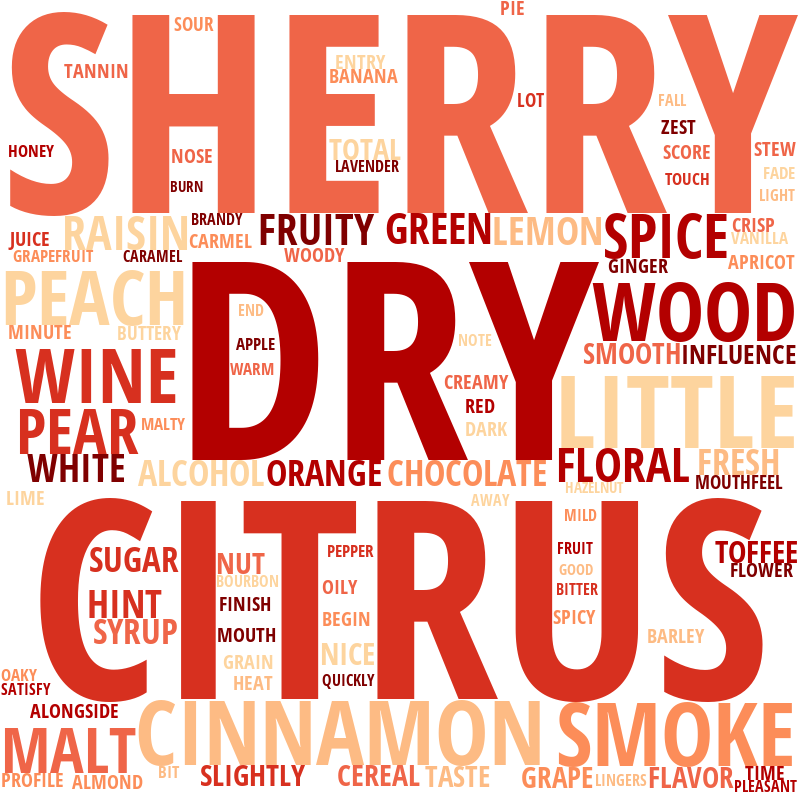 PIE
SHERRY
SOUR
ENTRY
TANNIN
BANANA
LOT
FALL
ZEST
HONEY
NOSE
TOTAL
SCORE
STEW
LAVENDER
BURN
TOUCH
FADE
LIGHT
BRANDY
RAISIN
FRUITY
GREEN
LEMON
SPICE
CRISP
JUICE
CARMEL
VANILLA
GRAPEFRUIT
CARAMEL
WOODY
GINGER
APRICOT
PEACH
DRY
END
WOOD
MINUTE
BUTTERY
APPLE
NOTE
SMOOTH
INFLUENCE
WINE
WARM
CREAMY
LITTLE
RED
PEAR
MALTY
DARK
WHITE
ALCOHOL
ORANGE
CHOCOLATE
FLORAL
FRESH
MOUTHFEEL
HAZELNUT
LIME
AWAY
CITRUS
MILD
SUGAR
NUT
PEPPER
FRUIT
TOFFEE
FLOWER
BOURBON
GOOD
OILY
BITTER
HINT
FINISH
SYRUP
BEGIN
SPICY
MOUTH
BARLEY
GRAIN
NICE
OAKY
HEAT
QUICKLY
SATISFY
ALONGSIDE
CINNAMON
SMOKE
MALT
BIT
PROFILE
ALMOND
SLIGHTLY
CEREAL
TASTE
GRAPE
LINGERS
FLAVOR
TIME
PLEASANT